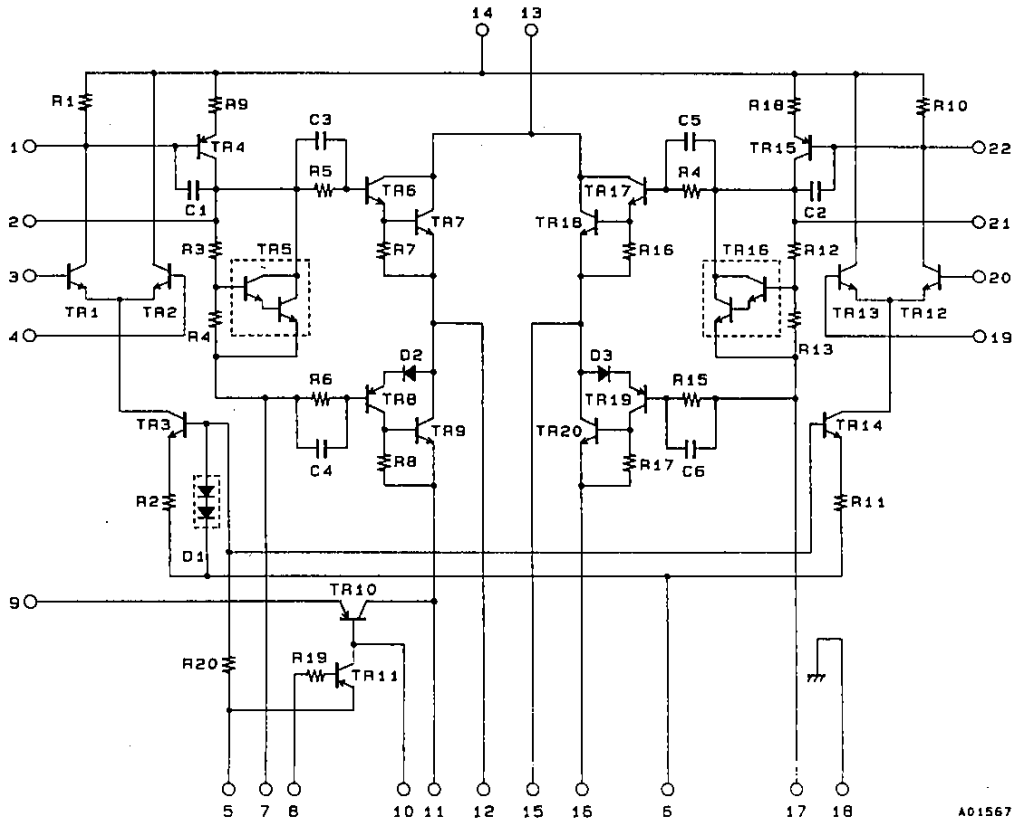 14 13
R1 R9 R18 R10
C3 C5
1 TR4 TR15 22
R5 R4
TR6 TR17
C1 C2
2 TR7 TR18 21
R3 TR5 R7 R16 TR16 R12
3 20
TR1 TR2 TR13 TR12
4 R4 19
R13
D2 D3
R6 R15
TR8 TR19
TR3 TR9 TR20 TR14
C4 R8 R17 C6
R2 R11
D1
TR10
9
R20 R19 TR11
5 7 8 10 11 12 15 16 6 17 18
A01567